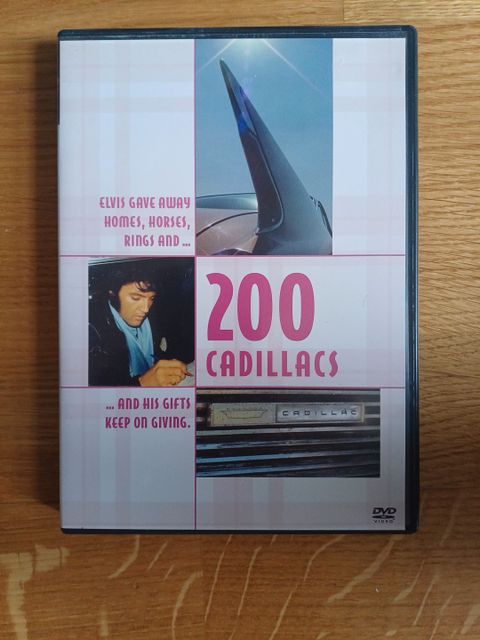 ELVIS GAVE AWAY
HOMES, HORSES,
RINGS AND ...
200
CADILLACS
... AND HIS GIFTS
KEEP ON GIVING.
CADILLAC
DVD
VIDEO